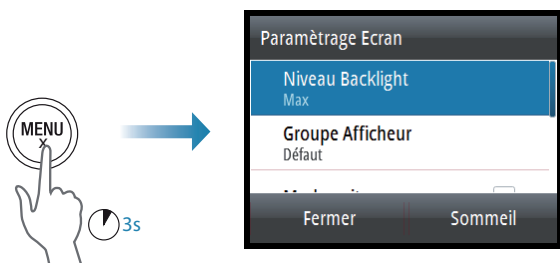 MENU
X
3s
Paramètrage Ecran
Niveau Backlight
Max
Groupe Afficheur
Défaut
Fermer Sommeil